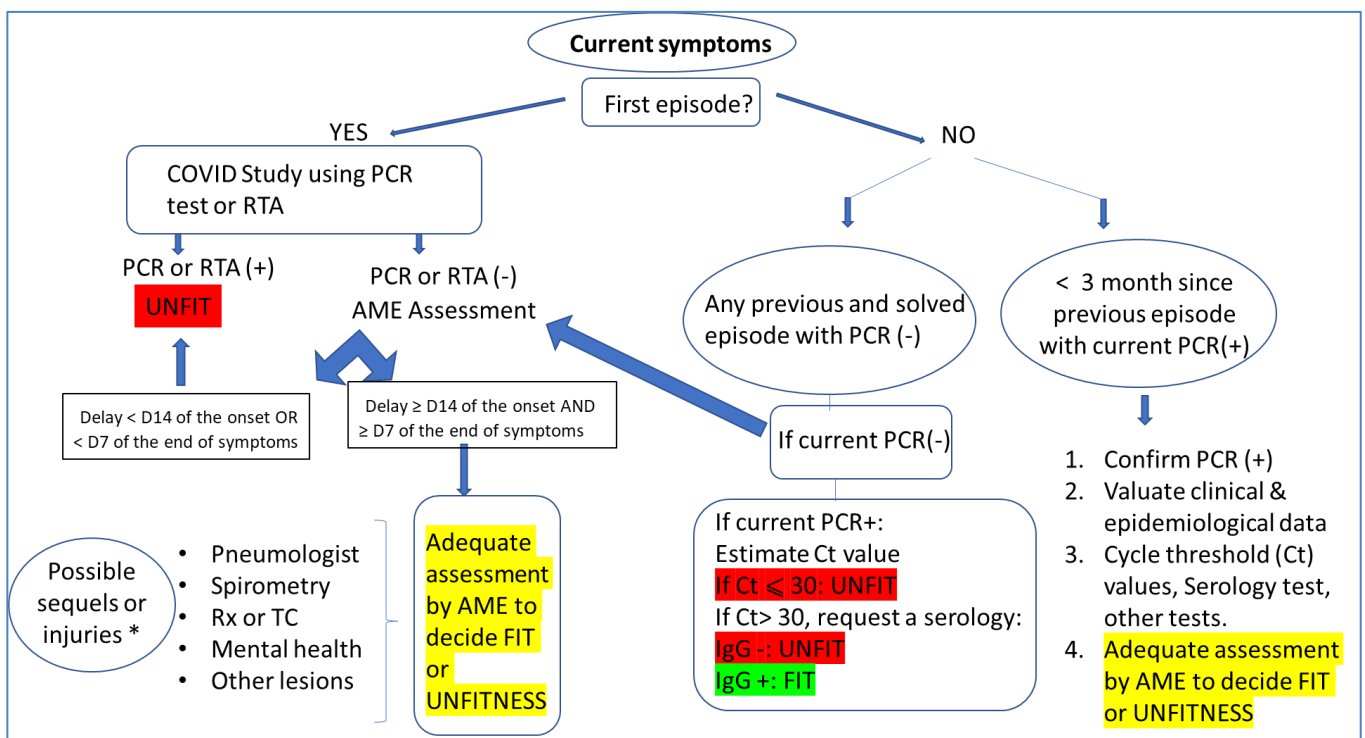 Current symptoms
First episode?
YES
NO
COVID Study using PCR
test or RTA
PCR or RTA (+)
UNFIT
PCR or RTA (-)
AME Assessment
Any previous and solved
episode with PCR (-)
< 3 month since
previous episode
with current PCR(+)
Delay < D14 of the onset OR
< D7 of the end of symptoms
Delay ≥ D14 of the onset AND
≥ D7 of the end of symptoms
If current PCR(-)
Possible
sequels or
injuries *
• Pneumologist
• Spirometry
• Rx or TC
• Mental health
• Other lesions
Adequate
assessment
by AME to
decide FIT
or
UNFITNESS
If current PCR+:
Estimate Ct value
If Ct ⩽ 30: UNFIT
If Ct> 30, request a serology:
IgG -: UNFIT
IgG +: FIT
1. Confirm PCR (+)
2. Valuate clinical &
epidemiological data
3. Cycle threshold (Ct)
values, Serology test,
other tests.
4. Adequate assessment
by AME to decide FIT
or UNFITNESS